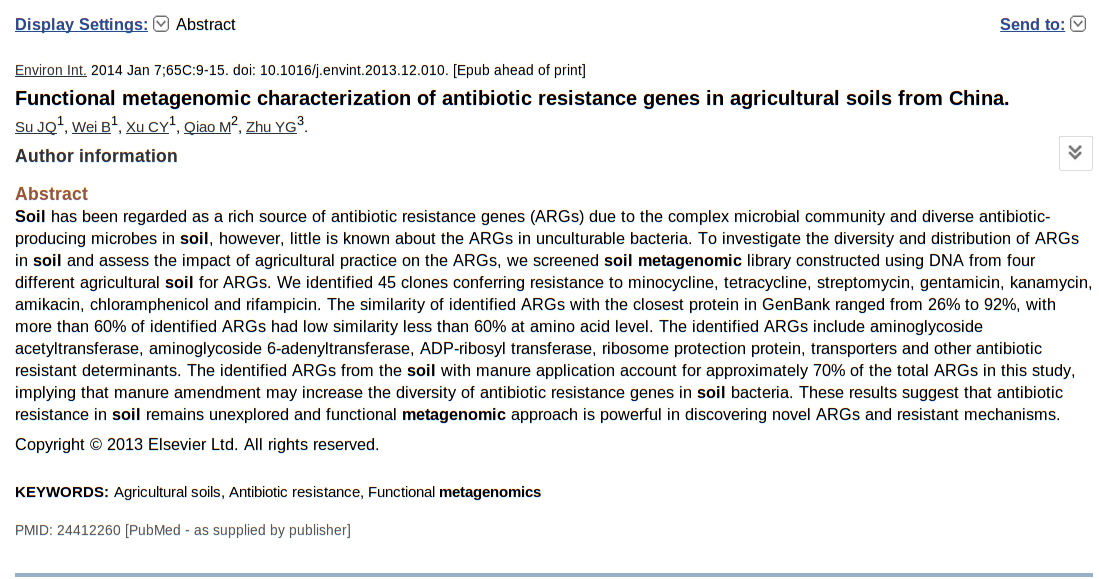 Display Settings: Abstract Send to:
Environ Int. 2014 Jan 7;65C:9-15. doi: 10.1016/j.envint.2013.12.010. [Epub ahead of print]
Functional metagenomic characterization of antibiotic resistance genes in agricultural soils from China.
Su JQ1, Wei B1, Xu CY1, Qiao M2, Zhu YG3.
Author information
Abstract
Soil has been regarded as a rich source of antibiotic resistance genes (ARGs) due to the complex microbial community and diverse antibiotic-
producing microbes in soil, however, little is known about the ARGs in unculturable bacteria. To investigate the diversity and distribution of ARGs
in soil and assess the impact of agricultural practice on the ARGs, we screened soil metagenomic library constructed using DNA from four
different agricultural soil for ARGs. We identified 45 clones conferring resistance to minocycline, tetracycline, streptomycin, gentamicin, kanamycin,
amikacin, chloramphenicol and rifampicin. The similarity of identified ARGs with the closest protein in GenBank ranged from 26% to 92%, with
more than 60% of identified ARGs had low similarity less than 60% at amino acid level. The identified ARGs include aminoglycoside
acetyltransferase, aminoglycoside 6-adenyltransferase, ADP-ribosyl transferase, ribosome protection protein, transporters and other antibiotic
resistant determinants. The identified ARGs from the soil with manure application account for approximately 70% of the total ARGs in this study,
implying that manure amendment may increase the diversity of antibiotic resistance genes in soil bacteria. These results suggest that antibiotic
resistance in soil remains unexplored and functional metagenomic approach is powerful in discovering novel ARGs and resistant mechanisms.
Copyright © 2013 Elsevier Ltd. All rights reserved.
KEYWORDS: Agricultural soils, Antibiotic resistance, Functional metagenomics
PMID: 24412260 [PubMed - as supplied by publisher]